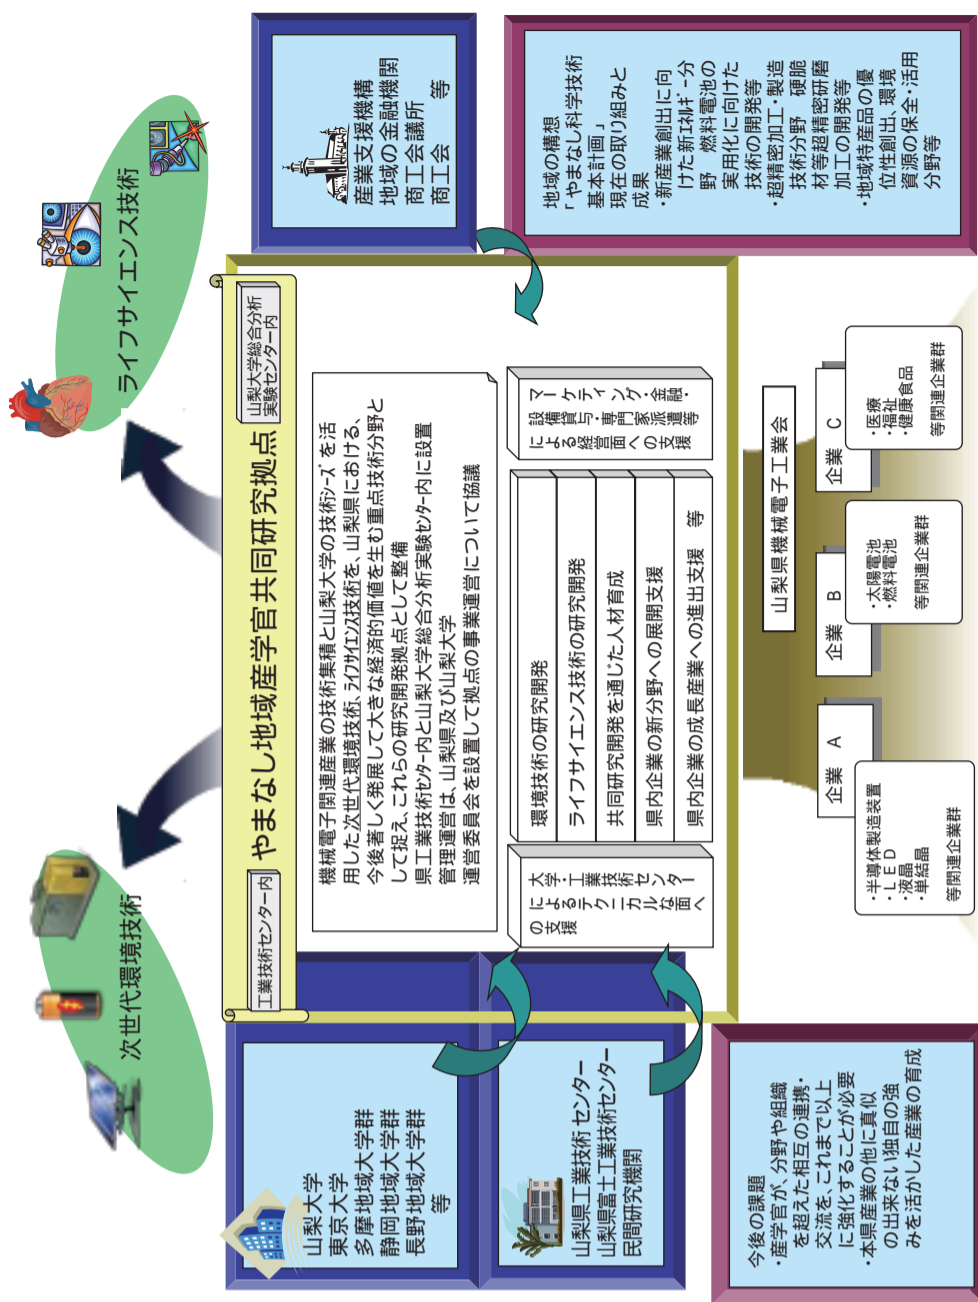 次世代環境技術
ライフサイエンス技術
工業技術センター内
やまなし地域産学官共同研究拠点
山梨大学総合分析
実験センター内
機械電子関連産業の技術集積と山梨大学の技術シーズを活
用した次世代環境技術、ライフサイエンス技術を、山梨県における、
今後著しく発展して大きな経済的価値を生む重点技術分野と
して捉え、これらの研究開発拠点として整備
県工業技術センター内と山梨大学総合分析実験センター内に設置
管理運営は、山梨県及び山梨大学
運営委員会を設置して拠点の事業運営について協議
大学・工業技術センター
によるテクニカルな面へ
の支援
環境技術の研究開発
ライフサイエンス技術の研究開発
共同研究開発を通じた人材育成
県内企業の新分野への展開支援
県内企業の成長産業への進出支援 等
マーケティング・金融・
設備貸与・専門家派遣等
による経営面への支援
山梨大学
東京大学
多摩地域大学群
静岡地域大学群
長野地域大学群
等
山梨県工業技術センター
山梨県富士工業技術センター
民間研究機関
産業支援機構
地域の金融機関
商工会議所
商工会 等
今後の課題
・産学官が、分野や組織
を超えた相互の連携・
交流を、これまで以上
に強化することが必要
・本県産業の他に真似
の出来ない独自の強
みを活かした産業の育成
山梨県機械電子工業会
企業 A
・半導体製造装置
・LED
・液晶
・単結晶
等関連企業群
企業 B
・太陽電池
・燃料電池
等関連企業群
企業 C
・医療
・福祉
・健康食品
等関連企業群
地域の構想
「やまなし科学技術
基本計画」
現在の取り組みと
成果
・新産業創出に向
けた新エネルギー分
野 燃料電池の
実用化に向けた
技術の開発等
・超精密加工・製造
技術分野 硬脆
材等超精密研磨
加工の開発等
・地域特産品の優
位性創出、環境
資源の保全・活用
分野等